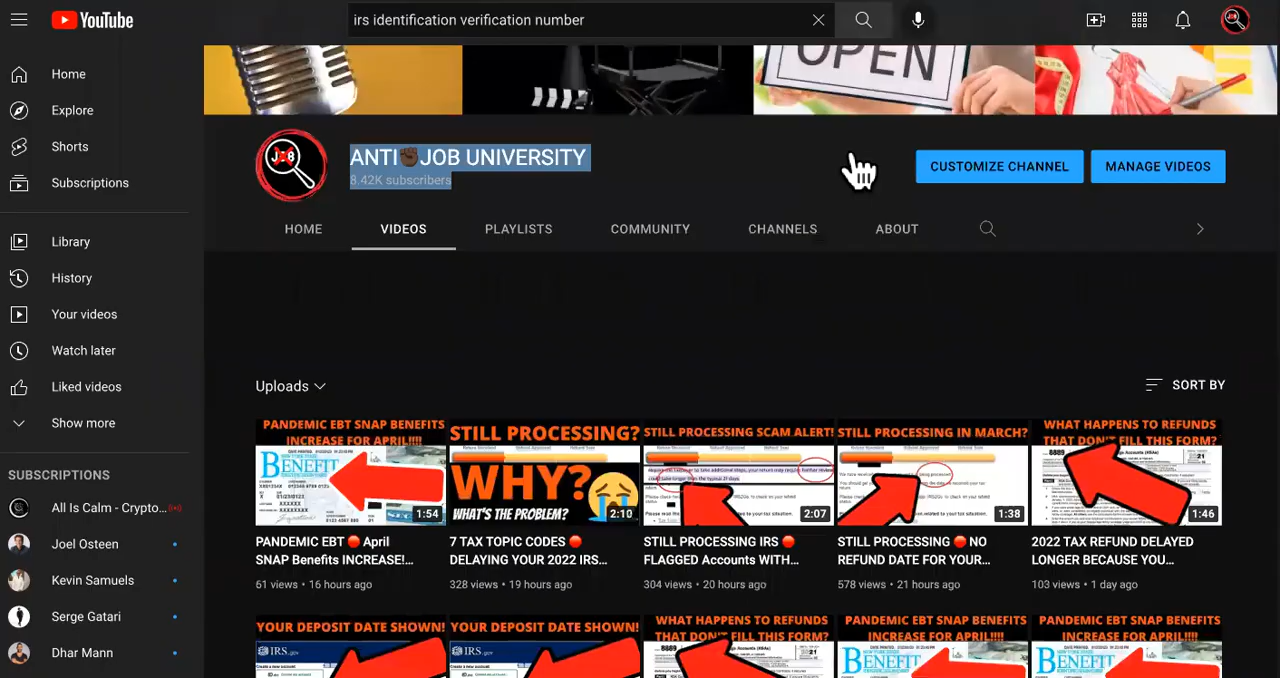 YouTube
irs identification verification number
Home
Explore
Shorts
Subscriptions
Library
History
Your videos
Watch later
Liked videos
Show more
SUBSCRIPTIONS
All Is Calm - Crypto...
Joel Osteen
Kevin Samuels
Serge Gatari
Dhar Mann
OPEN
ANTI✊🏾JOB UNIVERSITY
8.42K subscribers
CUSTOMIZE CHANNEL
MANAGE VIDEOS
HOME
VIDEOS
PLAYLISTS
COMMUNITY
CHANNELS
ABOUT
Uploads
SORT BY
PANDEMIC EBT SNAP BENEFITS
INCREASE FOR APRIL!!!!
BENEFIT
1:54
PANDEMIC EBT 🔴 April
SNAP Benefits INCREASE!...
61 views • 16 hours ago
STILL PROCESSING?
WHY?
WHAT'S THE PROBLEM?
2:10
7 TAX TOPIC CODES 🔴
DELAYING YOUR 2022 IRS...
328 views • 19 hours ago
STILL PROCESSING SCAM ALERT!
2:07
STILL PROCESSING IRS 🔴
FLAGGED Accounts WITH...
304 views • 20 hours ago
STILL PROCESSING IN MARCH?
1:38
STILL PROCESSING 🔴 NO
REFUND DATE FOR YOUR...
578 views • 21 hours ago
WHAT HAPPENS TO REFUNDS
THAT DON'T FILL THIS FORM?
8889
1:46
2022 TAX REFUND DELAYED
LONGER BECAUSE YOU...
103 views • 1 day ago
YOUR DEPOSIT DATE SHOWN!
IRS.gov
YOUR DEPOSIT DATE SHOWN!
IRS.gov
WHAT HAPPENS TO REFUNDS
THAT DON'T FILL THIS FORM?
8889
PANDEMIC EBT SNAP BENEFITS
INCREASE FOR APRIL!!!!
BENEFIT
PANDEMIC EBT SNAP BENEFITS
INCREASE FOR APRIL!!!!
BENEFIT